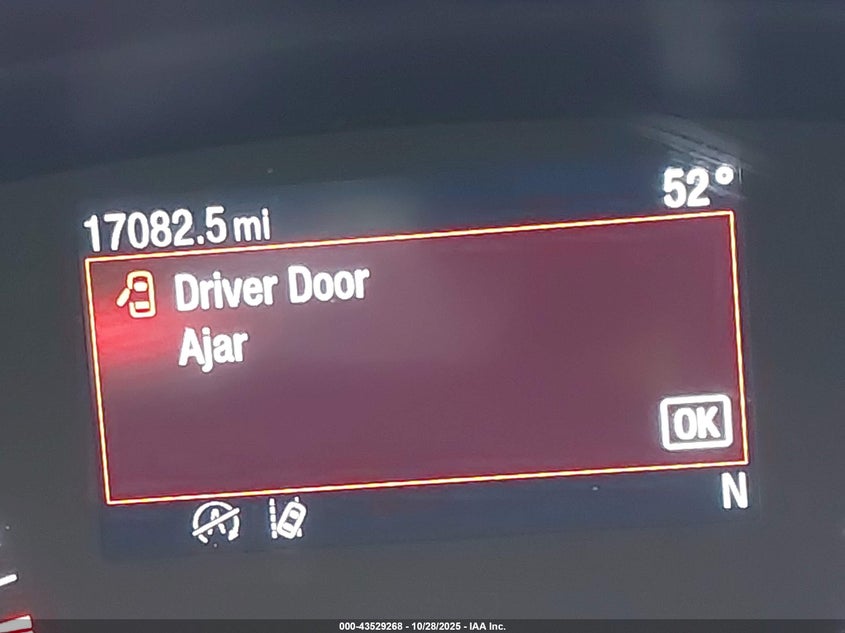 52°
17082.5 mi
Driver Door
Ajar
OK
N
000-43529268 - 10/28/2025 - IAA Inc.